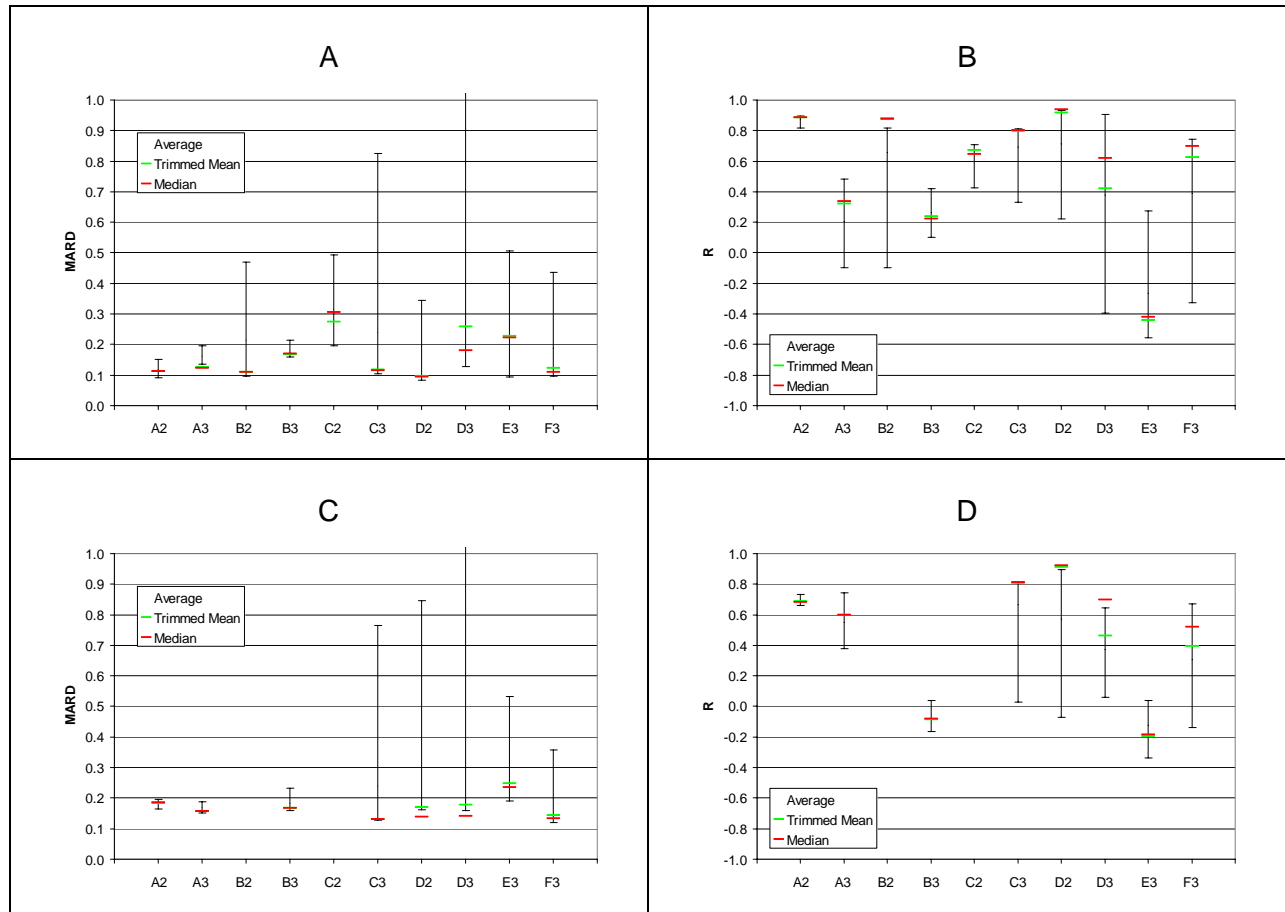 A
MARD
1.0
0.9
0.8
0.7
0.6
0.5
0.4
0.3
0.2
0.1
0.0
Average
Trimmed Mean
Median
A2 A3 B2 B3 C2 C3 D2 D3 E3 F3
B
R
1.0
0.8
0.6
0.4
0.2
0.0
-0.2
-0.4
-0.6
-0.8
-1.0
Average
Trimmed Mean
Median
A2 A3 B2 B3 C2 C3 D2 D3 E3 F3
C
MARD
1.0
0.9
0.8
0.7
0.6
0.5
0.4
0.3
0.2
0.1
0.0
Average
Trimmed Mean
Median
A2 A3 B2 B3 C2 C3 D2 D3 E3 F3
D
R
1.0
0.8
0.6
0.4
0.2
0.0
-0.2
-0.4
-0.6
-0.8
-1.0
Average
Trimmed Mean
Median
A2 A3 B2 B3 C2 C3 D2 D3 E3 F3